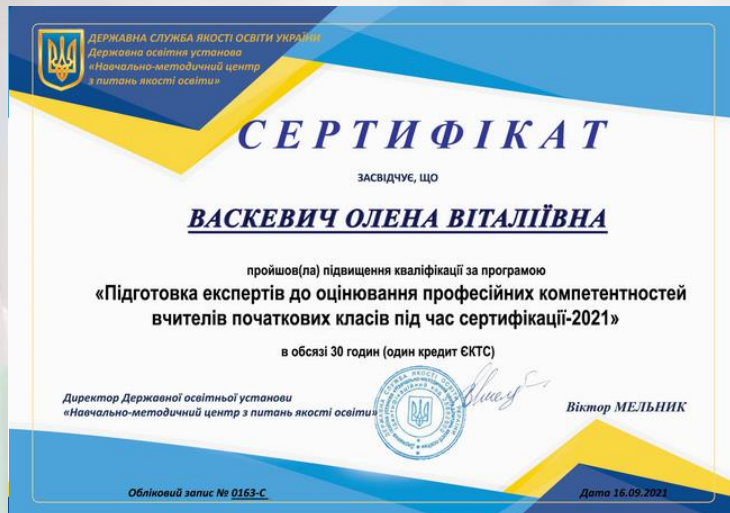 ДЕРЖАВНА СЛУЖБА ЯКОСТІ ОСВІТИ УКРАЇНИ
Державна освітня установа
«Навчально-методичний центр
з питань якості освіти»
СЕРТИФІКАТ
ЗАСВІДЧУЄ, ЩО
ВАСКЕВИЧ ОЛЕНА ВІТАЛІЇВНА
пройшов(ла) підвищення кваліфікації за програмою
«Підготовка експертів до оцінювання професійних компетентностей
вчителів початкових класів під час сертифікації-2021»
в обсязі 30 годин (один кредит ЄКТС)
Директор Державної освітньої установи
«Навчально-методичний центр з питань якості освіти»
Віктор МЕЛЬНИК
Обліковий запис № 0163-С
Дата 16.09.2021